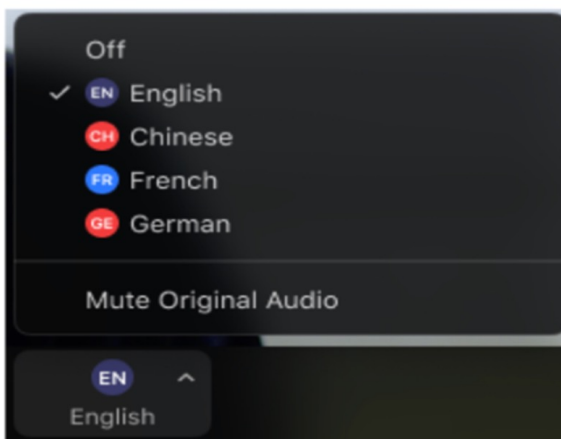 Off
EN English
CH Chinese
FR French
GE German
Mute Original Audio
EN
English